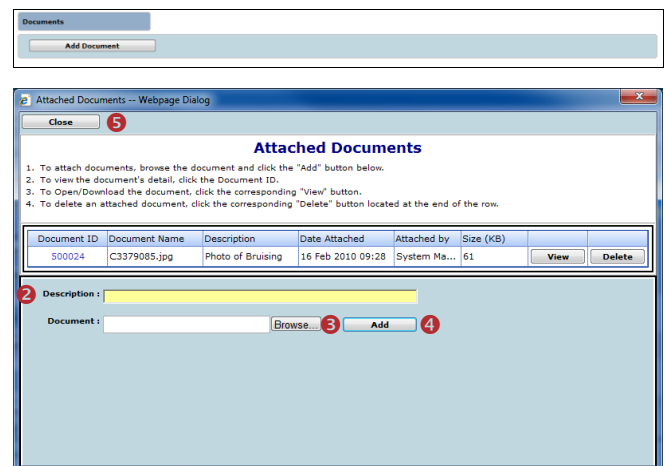 Documents
Add Document
Attached Documents -- Webpage Dialog
x
Close 5
Attached Documents
1. To attach documents, browse the document and click the "Add" button below.
2. To view the document's detail, click the Document ID.
3. To Open/Download the document, click the corresponding "View" button.
4. To delete an attached document, click the corresponding "Delete" button located at the end of the row.
Document ID Document Name Description Date Attached Attached by Size (KB)
500024 C3379085.jpg Photo of Bruising 16 Feb 2010 09:28 System Ma... 61 View Delete
2 Description :
Document : Browse... 3 Add 4